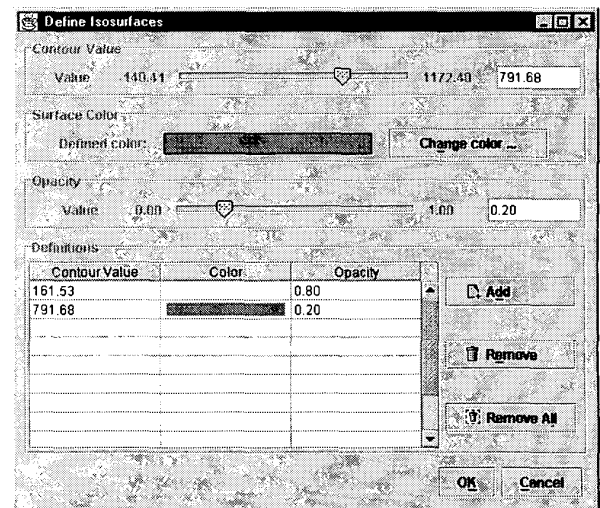 Define Isosurfaces
Contour Value
Value 140.41 1172.40 791.68
Surface Color
Defined color: Change color ...
Opacity
Value 0.00 1.00 0.20
Definitions
Contour Value Color Opacity
161.53 0.80
791.68 0.20
Add
Remove
Remove All
OK Cancel